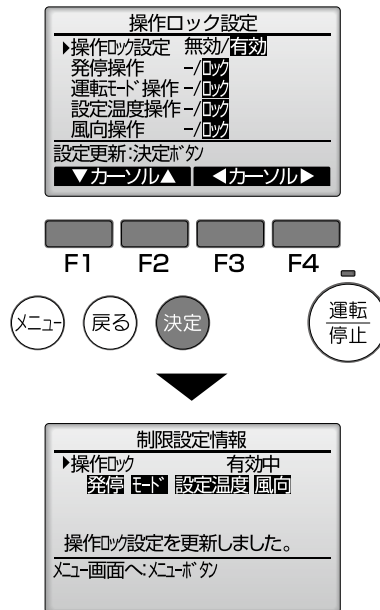 操作ロック設定
▶操作ロック設定 無効/有効
発停操作 -/ロック
運転モード操作 -/ロック
設定温度操作 -/ロック
風向操作 -/ロック
設定更新:決定ボタン
▼カーソル▲ ◀カーソル▶
F1 F2 F3 F4
メニュー 戻る 決定 運転
停止
制限設定情報
▶操作ロック 有効中
発停 モード 設定温度 風向
操作ロック設定を更新しました。
メニュー画面へ:メニューボタン